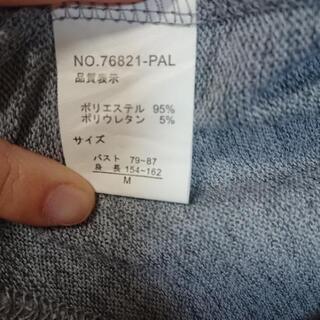 NO.76821-PAL
品質表示
ポリエステル 95%
ポリウレタン 5%
サイズ
バスト 79~87
身 長 154~162
M